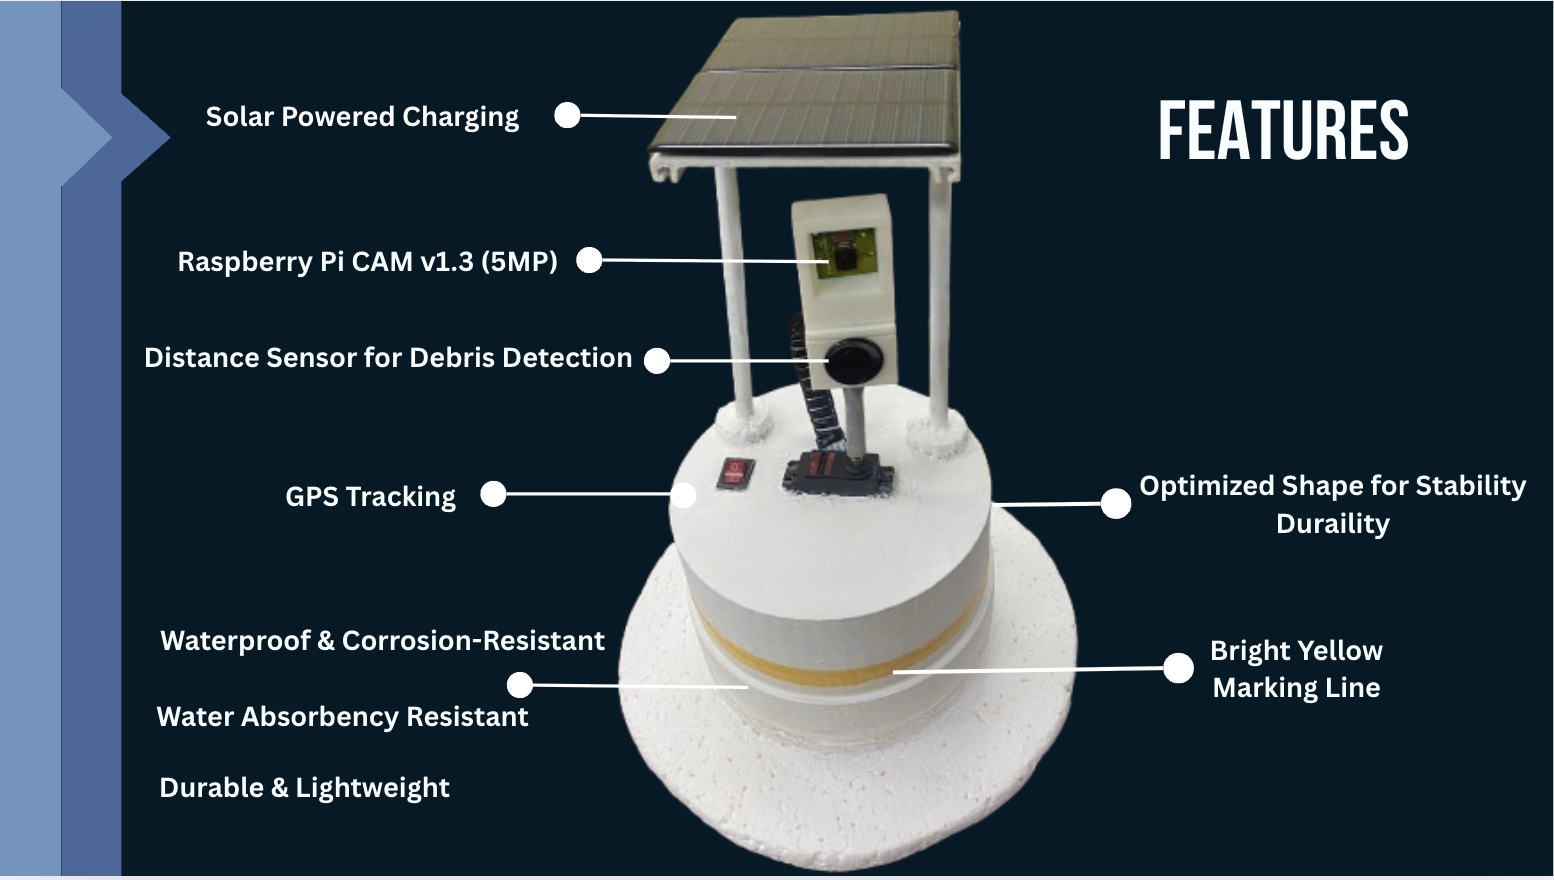 FEATURES
Solar Powered Charging
Raspberry Pi CAM v1.3 (5MP)
Distance Sensor for Debris Detection
GPS Tracking
Optimized Shape for Stability
Duraility
Waterproof & Corrosion-Resistant
Water Absorbency Resistant
Durable & Lightweight
Bright Yellow
Marking Line